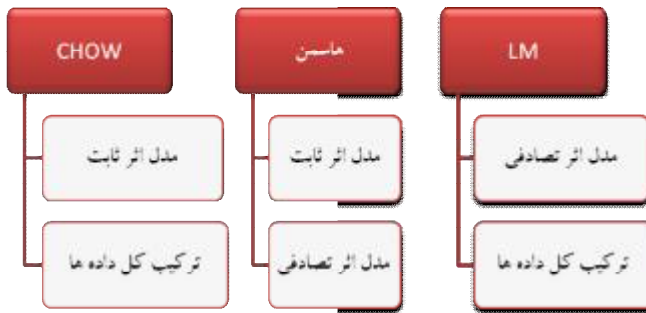 CHOW
مدل اثر ثابت
ترکیب کل داده ها
هاسمن
مدل اثر ثابت
مدل اثر تصادفی
LM
مدل اثر تصادفی
ترکیب کل داده ها